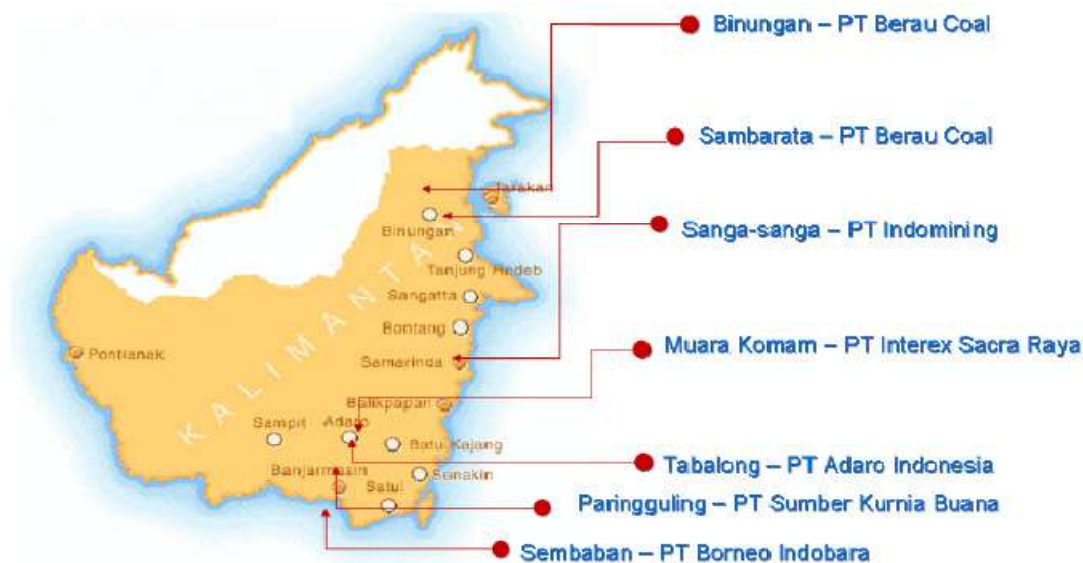 Binungan – PT Berau Coal
Sambarata – PT Berau Coal
Tarakan
Binungan
Sanga-sanga – PT Indomining
Tanjung Redeb
Sangatta
Bontang
KALIMANTAN
Pontianak
Samarinda
Muara Komam – PT Interex Sacra Raya
Balikpapan
Sampit
Adaro
Batu Kajang
Banjarmasin
Senakin
Tabalong – PT Adaro Indonesia
Satui
Paringguling – PT Sumber Kurnia Buana
Sembaban – PT Borneo Indobara